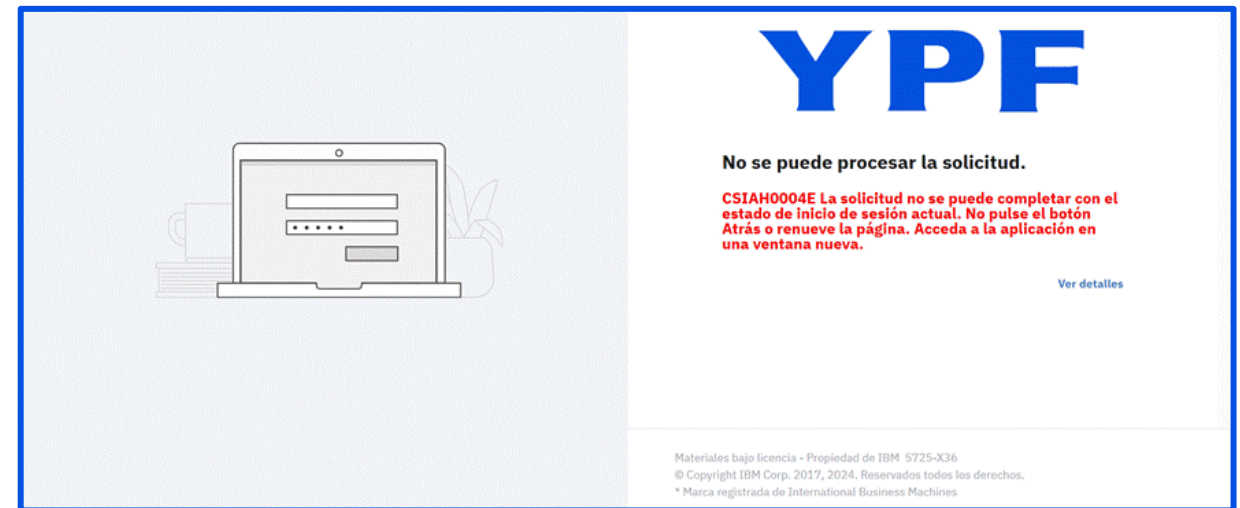 YPF
No se puede procesar la solicitud.
CSIAH0004E La solicitud no se puede completar con el
estado de inicio de sesión actual. No pulse el botón
Atrás o renueve la página. Acceda a la aplicación en
una ventana nueva.
Ver detalles
Materiales bajo licencia - Propiedad de IBM 5725-X36
© Copyright IBM Corp. 2017, 2024. Reservados todos los derechos.
* Marca registrada de International Business Machines